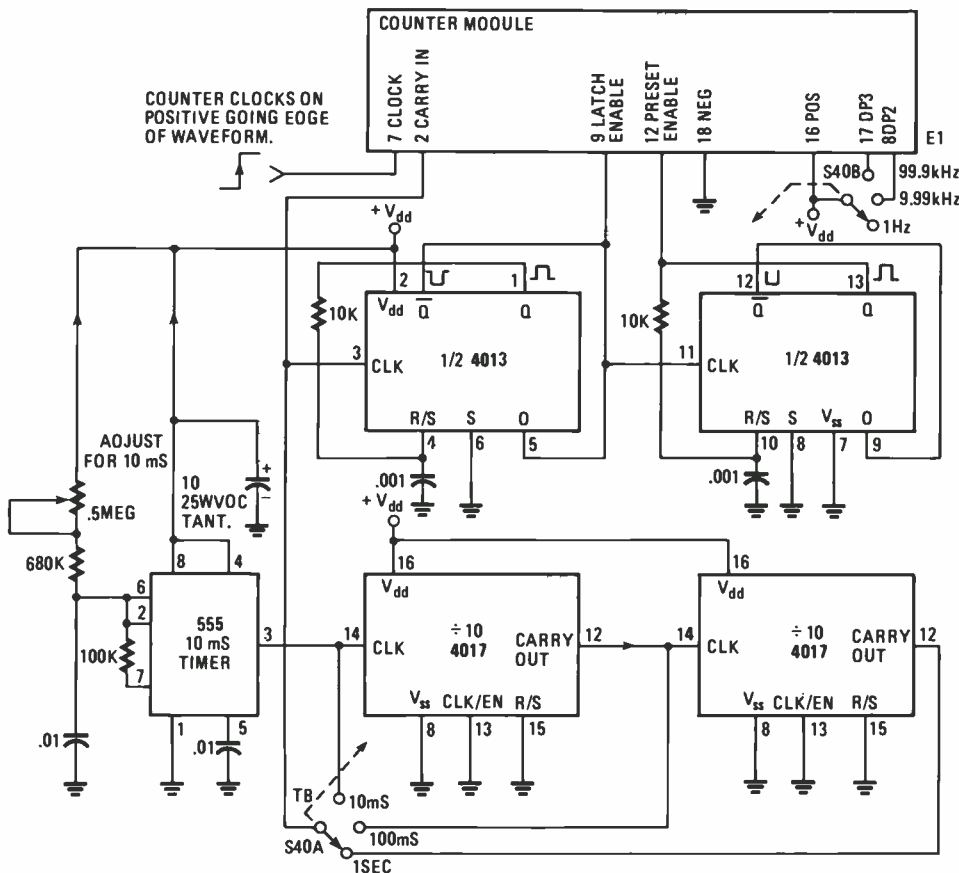 COUNTER MODULE
7 CLOCK
2 CARRY IN
9 LATCH
ENABLE
12 PRESET
ENABLE
18 NEG
16 POS
17 DP3
8DP2
E1
COUNTER CLOCKS ON
POSITIVE GOING EDGE
OF WAVEFORM.
S40B
99.9kHz
9.99kHz
1Hz
+Vdd
+Vdd
2
1
Vdd
Q
Q
10K
3
CLK
1/2 4013
R/S
S
O
4
6
5
.001
12
13
Q
Q
10K
11
CLK
1/2 4013
R/S
S
Vss
O
10
8
7
9
.001
AOJUST
FOR 10 mS
.5MEG
10
25WVOC
TANT.
+
−
680K
100K
.01
8
4
6
2
7
555
10 mS
TIMER
3
1
5
.01
+Vdd
16
Vdd
14
CLK
÷10
4017
CARRY
OUT
12
Vss
CLK/EN
R/S
8
13
15
16
Vdd
14
CLK
÷10
4017
CARRY
OUT
12
Vss
CLK/EN
R/S
8
13
15
TB
10mS
100mS
S40A
1SEC